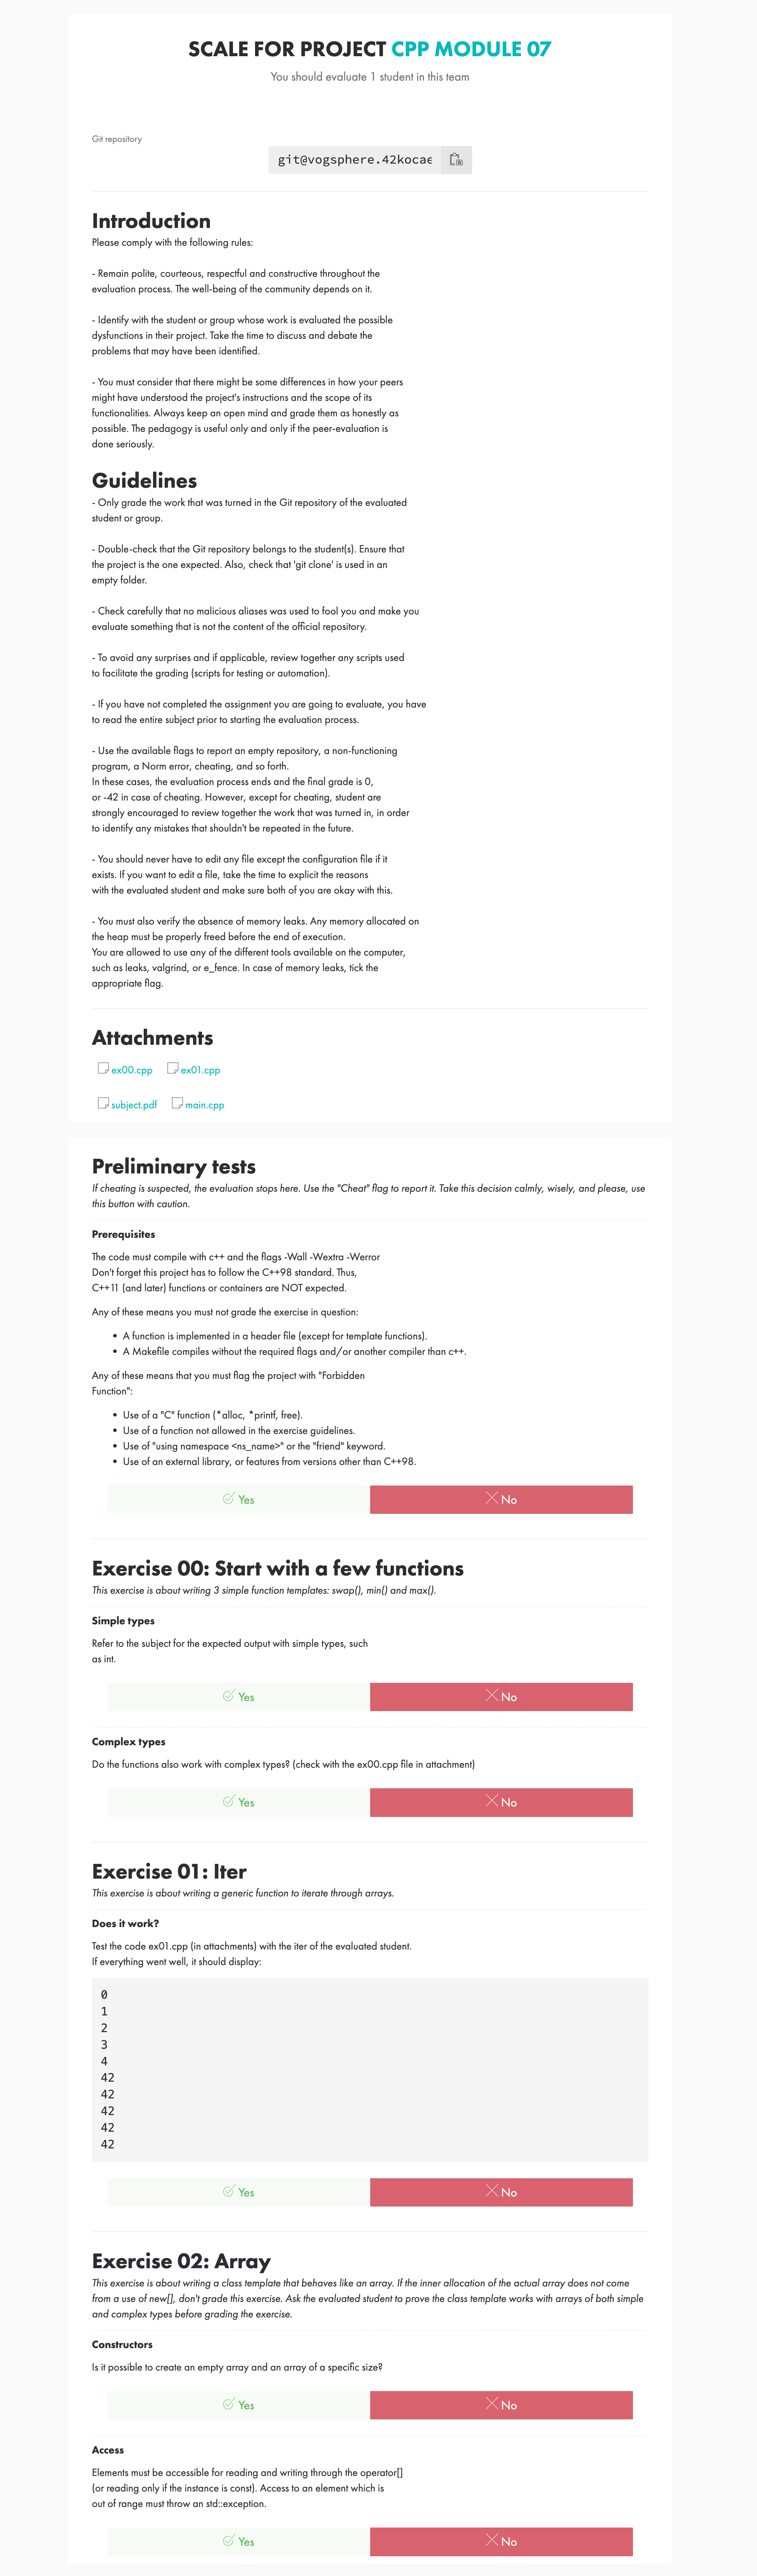 SCALE FOR PROJECT CPP MODULE 07
You should evaluate 1 student in this team
Git repository
git@vogsphere.42kocae
Introduction
Please comply with the following rules:
- Remain polite, courteous, respectful and constructive throughout the
evaluation process. The well-being of the community depends on it.
- Identify with the student or group whose work is evaluated the possible
dysfunctions in their project. Take the time to discuss and debate the
problems that may have been identified.
- You must consider that there might be some differences in how your peers
might have understood the project's instructions and the scope of its
functionalities. Always keep an open mind and grade them as honestly as
possible. The pedagogy is useful only and only if the peer-evaluation is
done seriously.
Guidelines
- Only grade the work that was turned in the Git repository of the evaluated
student or group.
- Double-check that the Git repository belongs to the student(s). Ensure that
the project is the one expected. Also, check that 'git clone' is used in an
empty folder.
- Check carefully that no malicious aliases was used to fool you and make you
evaluate something that is not the content of the official repository.
- To avoid any surprises and if applicable, review together any scripts used
to facilitate the grading (scripts for testing or automation).
- If you have not completed the assignment you are going to evaluate, you have
to read the entire subject prior to starting the evaluation process.
- Use the available flags to report an empty repository, a non-functioning
program, a Norm error, cheating, and so forth.
In these cases, the evaluation process ends and the final grade is 0,
or -42 in case of cheating. However, except for cheating, student are
strongly encouraged to review together the work that was turned in, in order
to identify any mistakes that shouldn't be repeated in the future.
- You should never have to edit any file except the configuration file if it
exists. If you want to edit a file, take the time to explicit the reasons
with the evaluated student and make sure both of you are okay with this.
- You must also verify the absence of memory leaks. Any memory allocated on
the heap must be properly freed before the end of execution.
You are allowed to use any of the different tools available on the computer,
such as leaks, valgrind, or e_fence. In case of memory leaks, tick the
appropriate flag.
Attachments
ex00.cpp ex01.cpp
subject.pdf main.cpp
Preliminary tests
If cheating is suspected, the evaluation stops here. Use the "Cheat" flag to report it. Take this decision calmly, wisely, and please, use
this button with caution.
Prerequisites
The code must compile with c++ and the flags -Wall -Wextra -Werror
Don't forget this project has to follow the C++98 standard. Thus,
C++11 (and later) functions or containers are NOT expected.
Any of these means you must not grade the exercise in question:
• A function is implemented in a header file (except for template functions).
• A Makefile compiles without the required flags and/or another compiler than c++.
Any of these means that you must flag the project with "Forbidden
Function":
• Use of a "C" function (*alloc, *printf, free).
• Use of a function not allowed in the exercise guidelines.
• Use of "using namespace <ns_name>" or the "friend" keyword.
• Use of an external library, or features from versions other than C++98.
Yes No
Exercise 00: Start with a few functions
This exercise is about writing 3 simple function templates: swap(), min() and max().
Simple types
Refer to the subject for the expected output with simple types, such
as int.
Yes No
Complex types
Do the functions also work with complex types? (check with the ex00.cpp file in attachment)
Yes No
Exercise 01: Iter
This exercise is about writing a generic function to iterate through arrays.
Does it work?
Test the code ex01.cpp (in attachments) with the iter of the evaluated student.
If everything went well, it should display:
0
1
2
3
4
42
42
42
42
42
Yes No
Exercise 02: Array
This exercise is about writing a class template that behaves like an array. If the inner allocation of the actual array does not come
from a use of new[], don't grade this exercise. Ask the evaluated student to prove the class template works with arrays of both simple
and complex types before grading the exercise.
Constructors
Is it possible to create an empty array and an array of a specific size?
Yes No
Access
Elements must be accessible for reading and writing through the operator[]
(or reading only if the instance is const). Access to an element which is
out of range must throw an std::exception.
Yes No